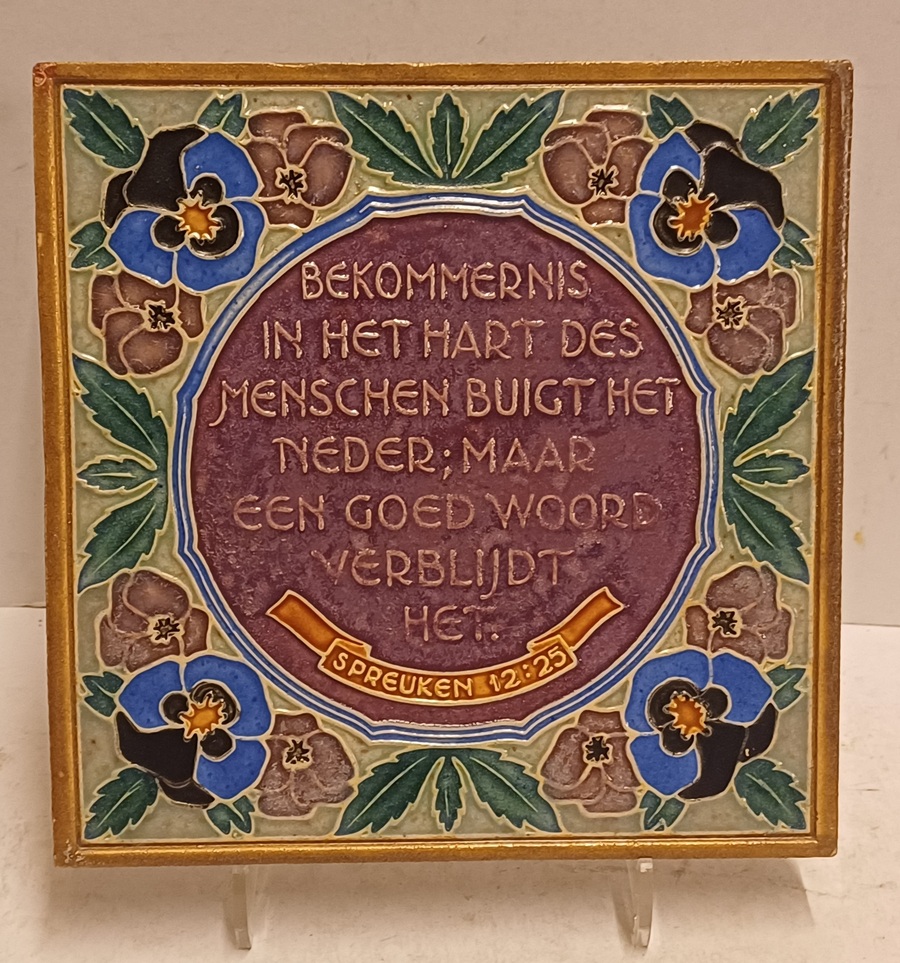 BEKOMMERNIS
IN HET HART DES
MENSCHEN BUIGT HET
NEDER; MAAR
EEN GOED WOORD
VERBLIJDT
HET.
SPREUKEN 12:25